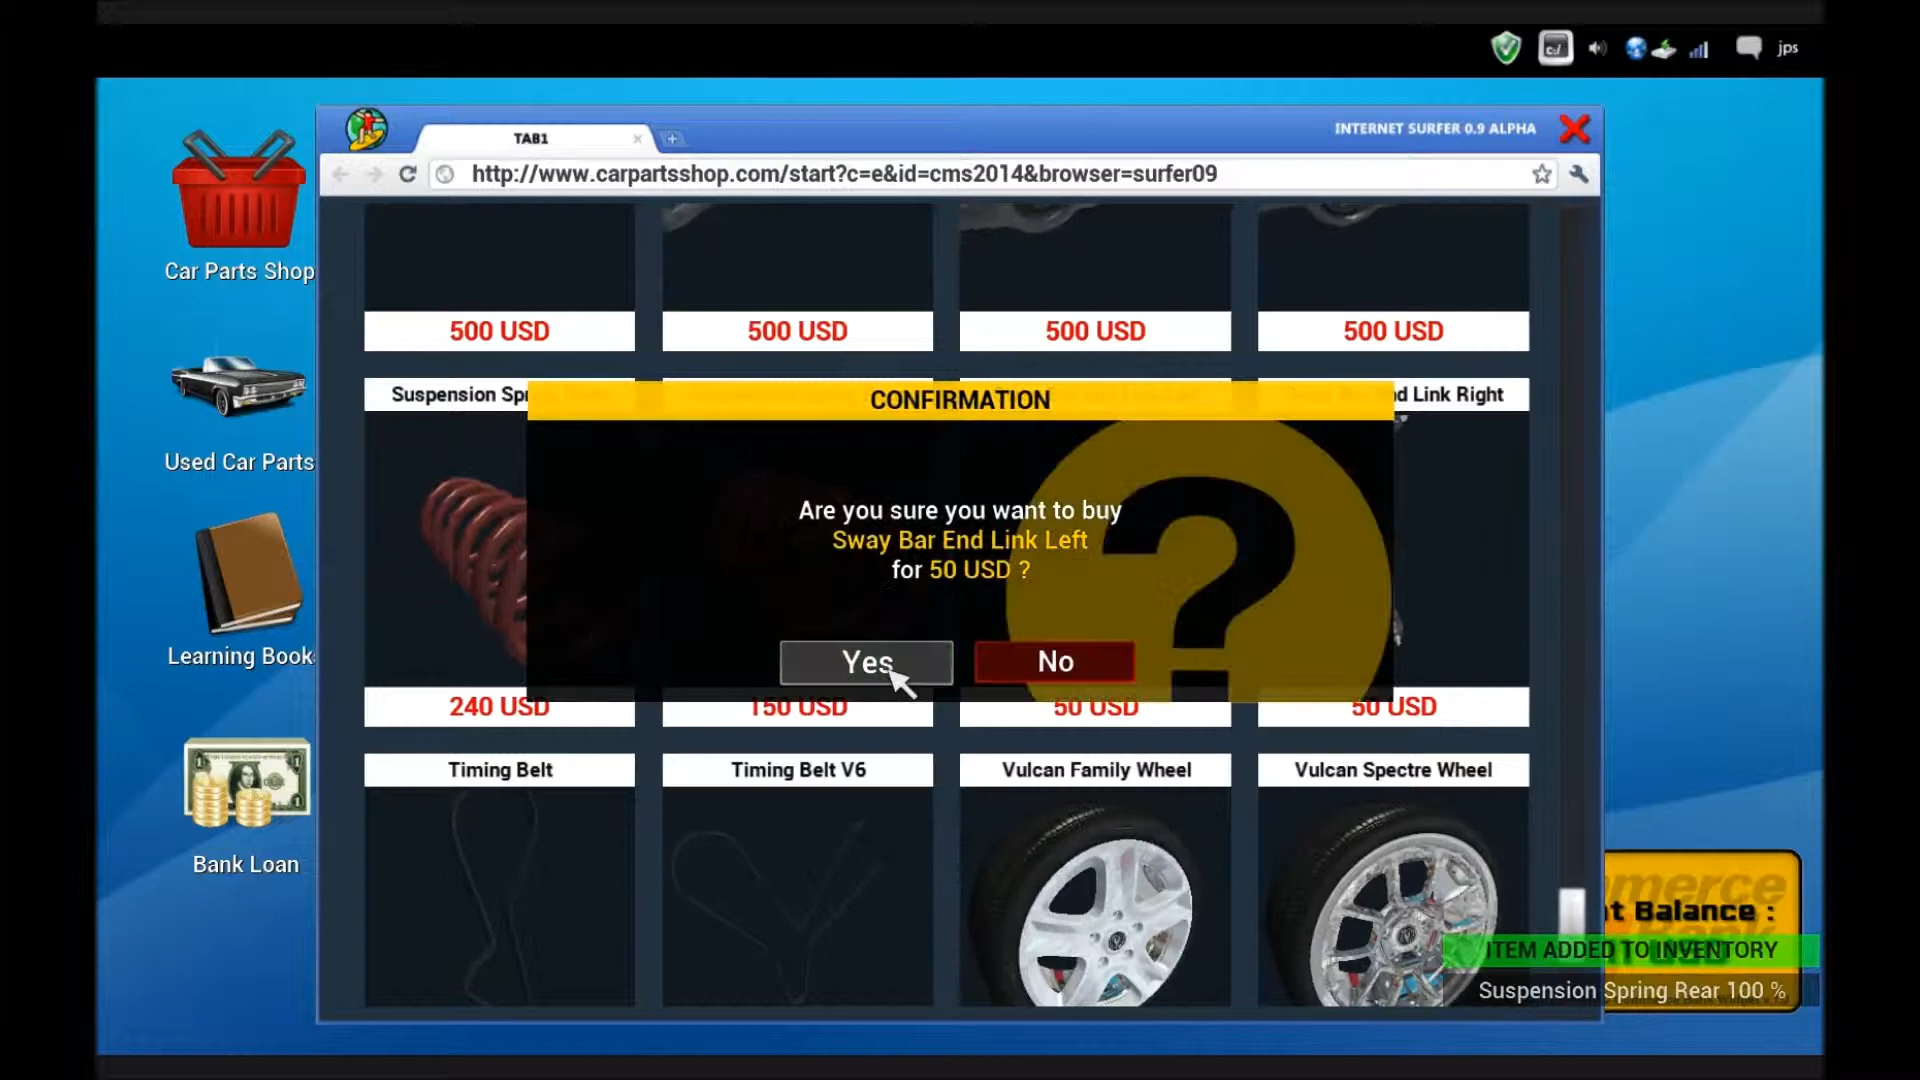 c:/
jps
TAB1
INTERNET SURFER 0.9 ALPHA
http://www.carpartsshop.com/start?c=e&id=cms2014&browser=surfer09
Car Parts Shop
Used Car Parts
Learning Book
Bank Loan
500 USD
500 USD
500 USD
500 USD
Suspension
nd Link Right
CONFIRMATION
Are you sure you want to buy
Sway Bar End Link Left
for 50 USD ?
Yes
No
240 USD
150 USD
50 USD
50 USD
Timing Belt
Timing Belt V6
Vulcan Family Wheel
Vulcan Spectre Wheel
merce
t Balance :
ITEM ADDED TO INVENTORY
Suspension Spring Rear 100 %